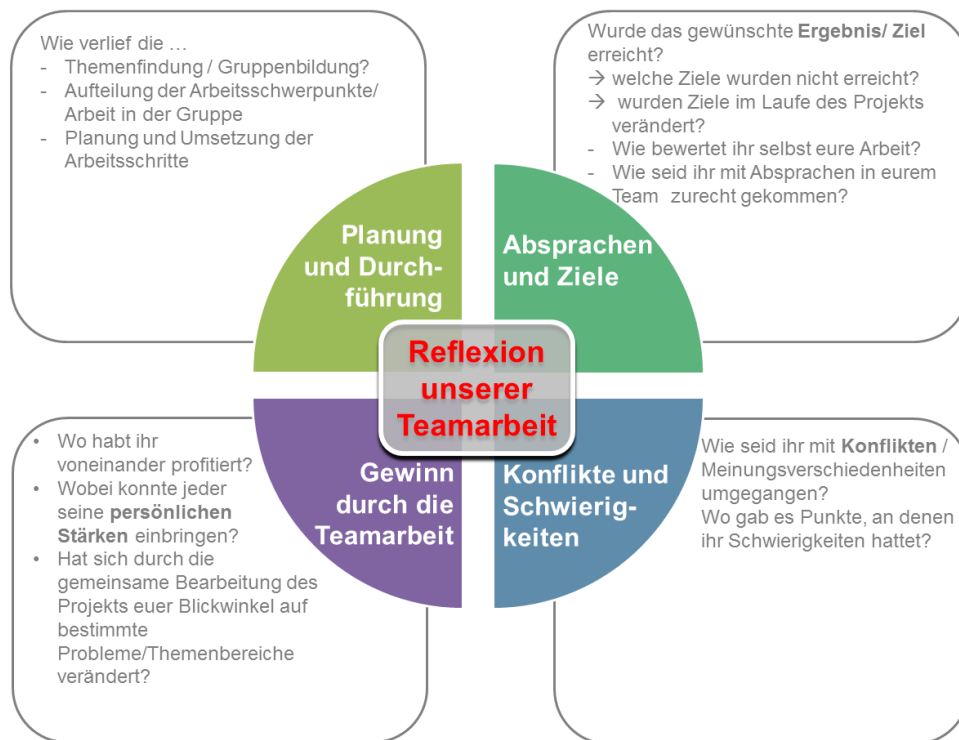 Wie verlief die …
- Themenfindung / Gruppenbildung?
- Aufteilung der Arbeitsschwerpunkte/
Arbeit in der Gruppe
- Planung und Umsetzung der
Arbeitsschritte
Wurde das gewünschte Ergebnis/ Ziel
erreicht?
→ welche Ziele wurden nicht erreicht?
→ wurden Ziele im Laufe des Projekts
verändert?
- Wie bewertet ihr selbst eure Arbeit?
- Wie seid ihr mit Absprachen in eurem
Team zurecht gekommen?
Planung
und Durch-
führung
Absprachen
und Ziele
Reflexion
unserer
Teamarbeit
Gewinn
durch die
Teamarbeit
Konflikte und
Schwierig-
keiten
• Wo habt ihr
voneinander profitiert?
• Wobei konnte jeder
seine persönlichen
Stärken einbringen?
• Hat sich durch die
gemeinsame Bearbeitung des
Projekts euer Blickwinkel auf
bestimmte
Probleme/Themenbereiche
verändert?
Wie seid ihr mit Konflikten /
Meinungsverschiedenheiten
umgegangen?
Wo gab es Punkte, an denen
ihr Schwierigkeiten hattet?